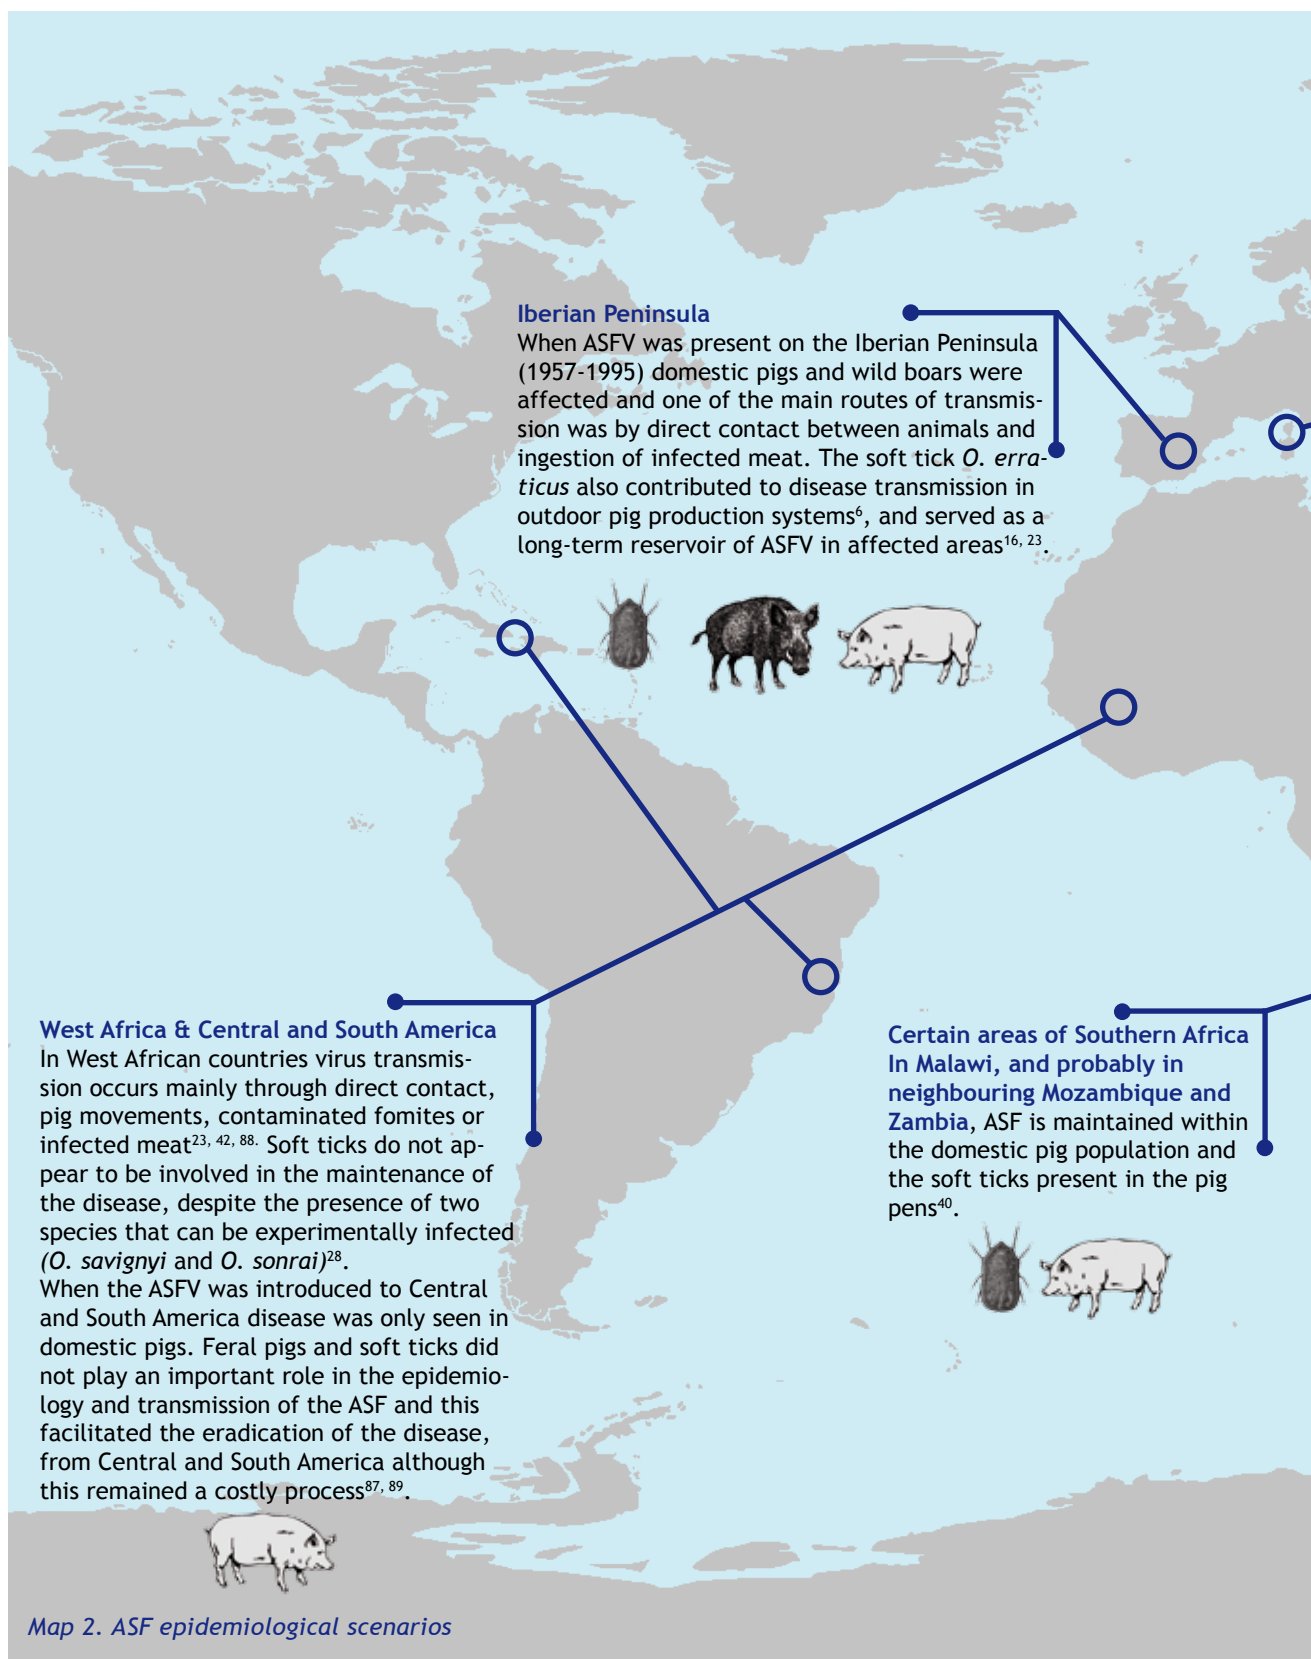 Iberian Peninsula
When ASFV was present on the Iberian Peninsula
(1957-1995) domestic pigs and wild boars were
affected and one of the main routes of transmis-
sion was by direct contact between animals and
ingestion of infected meat. The soft tick O. erra-
ticus also contributed to disease transmission in
outdoor pig production systems⁶, and served as a
long-term reservoir of ASFV in affected areas¹⁶, ²³.
West Africa & Central and South America
In West African countries virus transmis-
sion occurs mainly through direct contact,
pig movements, contaminated fomites or
infected meat²³, ⁴², ⁸⁸. Soft ticks do not ap-
pear to be involved in the maintenance of
the disease, despite the presence of two
species that can be experimentally infected
(O. savignyi and O. sonrai)²⁸.
When the ASFV was introduced to Central
and South America disease was only seen in
domestic pigs. Feral pigs and soft ticks did
not play an important role in the epidemio-
logy and transmission of the ASF and this
facilitated the eradication of the disease,
from Central and South America although
this remained a costly process⁸⁷, ⁸⁹.
Certain areas of Southern Africa
In Malawi, and probably in
neighbouring Mozambique and
Zambia, ASF is maintained within
the domestic pig population and
the soft ticks present in the pig
pens⁴⁰.
Map 2. ASF epidemiological scenarios